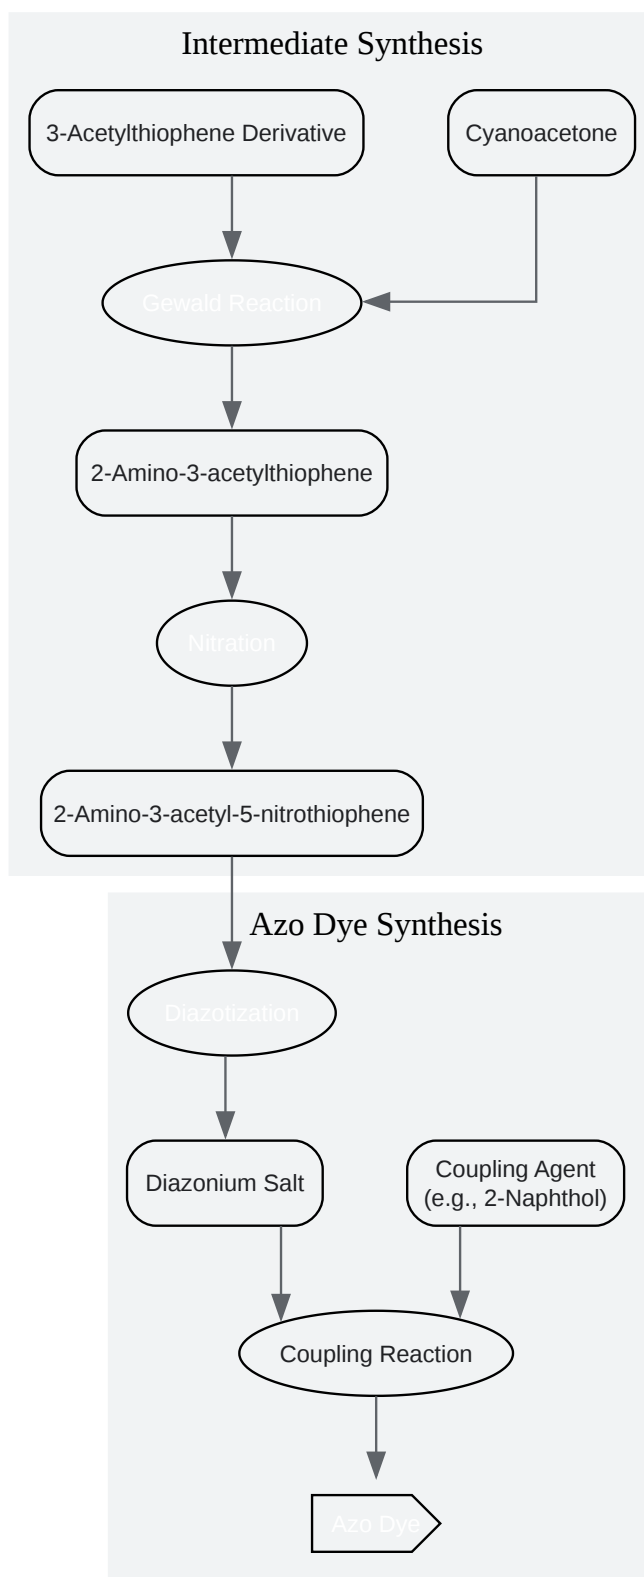 Intermediate Synthesis
3-Acetylthiophene Derivative
Cyanoacetone
Gewald Reaction
2-Amino-3-acetylthiophene
Nitration
2-Amino-3-acetyl-5-nitrothiophene
Azo Dye Synthesis
Diazotization
Diazonium Salt
Coupling Agent
(e.g., 2-Naphthol)
Coupling Reaction
Azo Dye